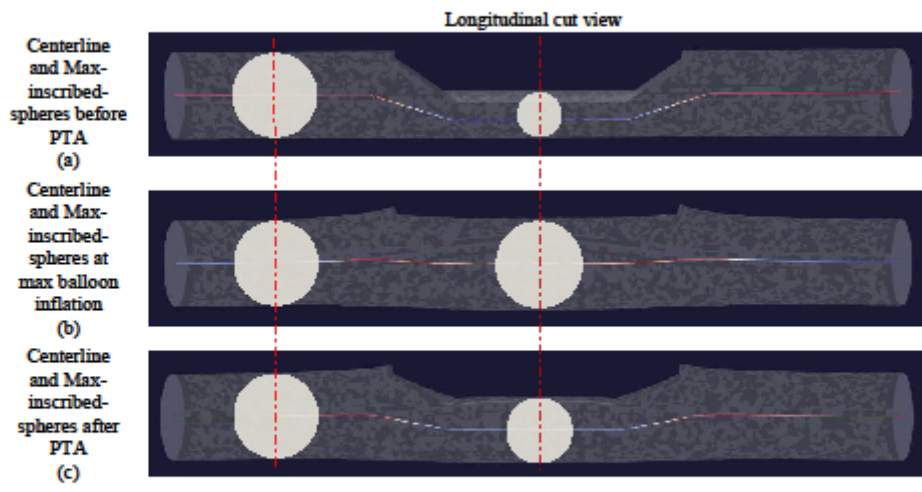 Longitudinal cut view
Centerline
and Max-
inscribed-
spheres before
PTA
(a)
Centerline
and Max-
inscribed-
spheres at
max balloon
inflation
(b)
Centerline
and Max-
inscribed-
spheres after
PTA
(c)